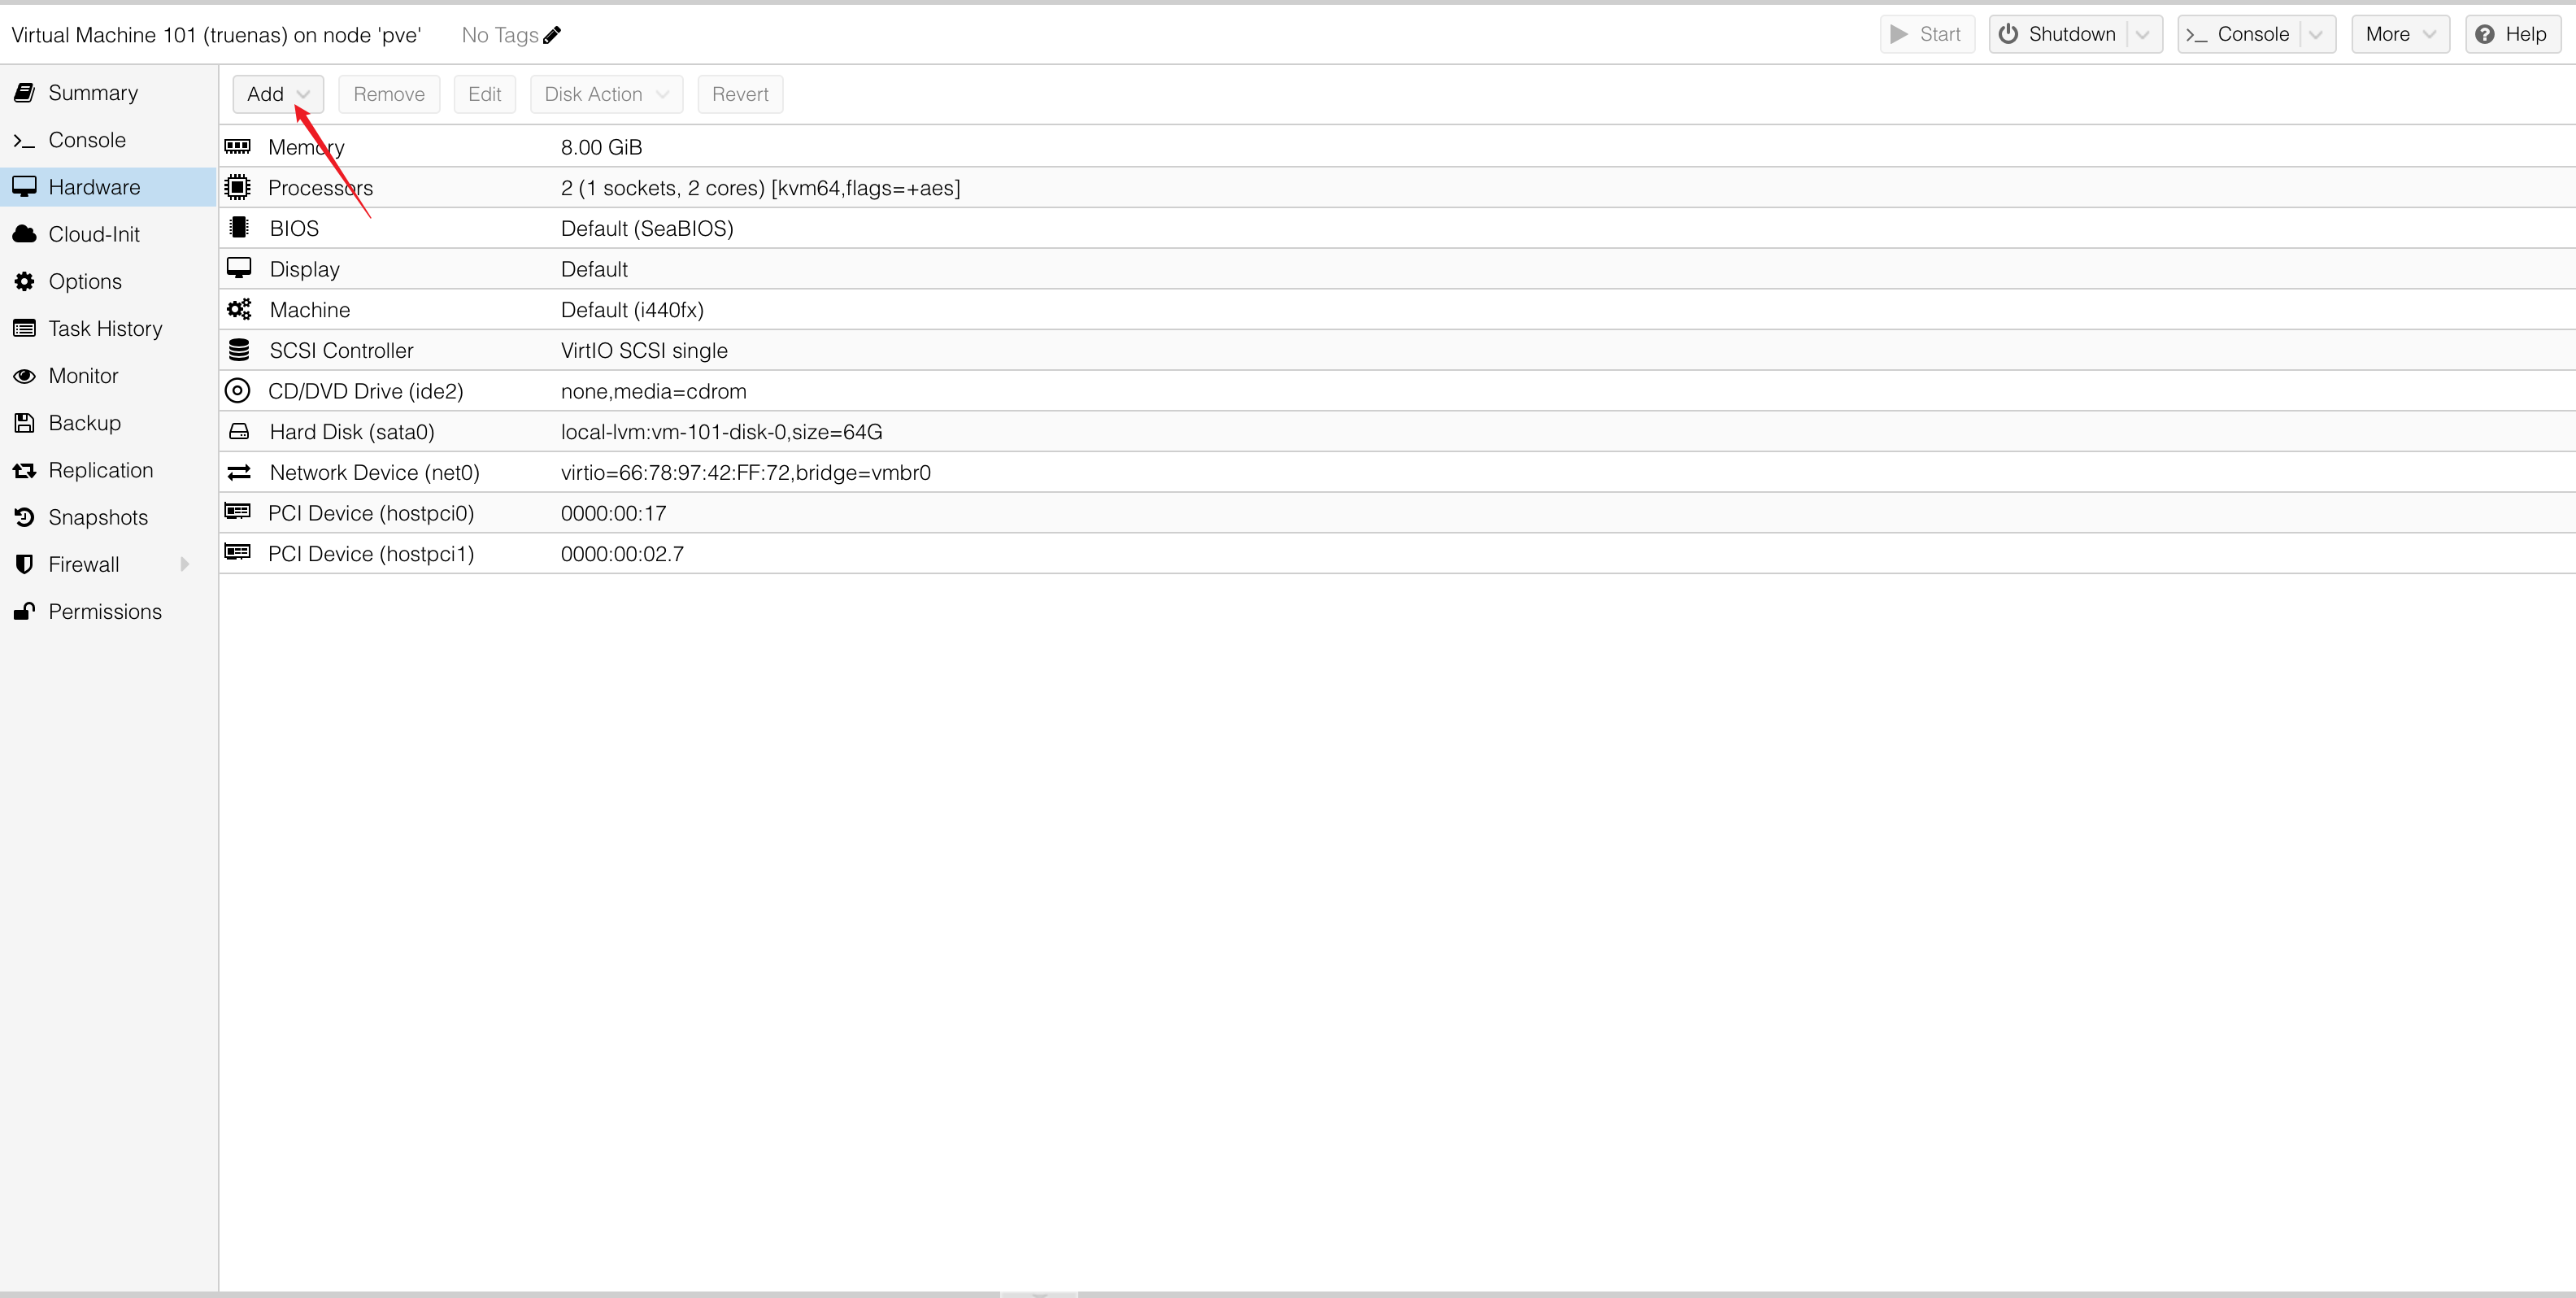 Virtual Machine 101 (truenas) on node 'pve' No Tags Start Shutdown Console More Help
Summary
Console
Hardware
Cloud-Init
Options
Task History
Monitor
Backup
Replication
Snapshots
Firewall
Permissions
Add Remove Edit Disk Action Revert
Memory 8.00 GiB
Processors 2 (1 sockets, 2 cores) [kvm64,flags=+aes]
BIOS Default (SeaBIOS)
Display Default
Machine Default (i440fx)
SCSI Controller VirtIO SCSI single
CD/DVD Drive (ide2) none,media=cdrom
Hard Disk (sata0) local-lvm:vm-101-disk-0,size=64G
Network Device (net0) virtio=66:78:97:42:FF:72,bridge=vmbr0
PCI Device (hostpci0) 0000:00:17
PCI Device (hostpci1) 0000:00:02.7